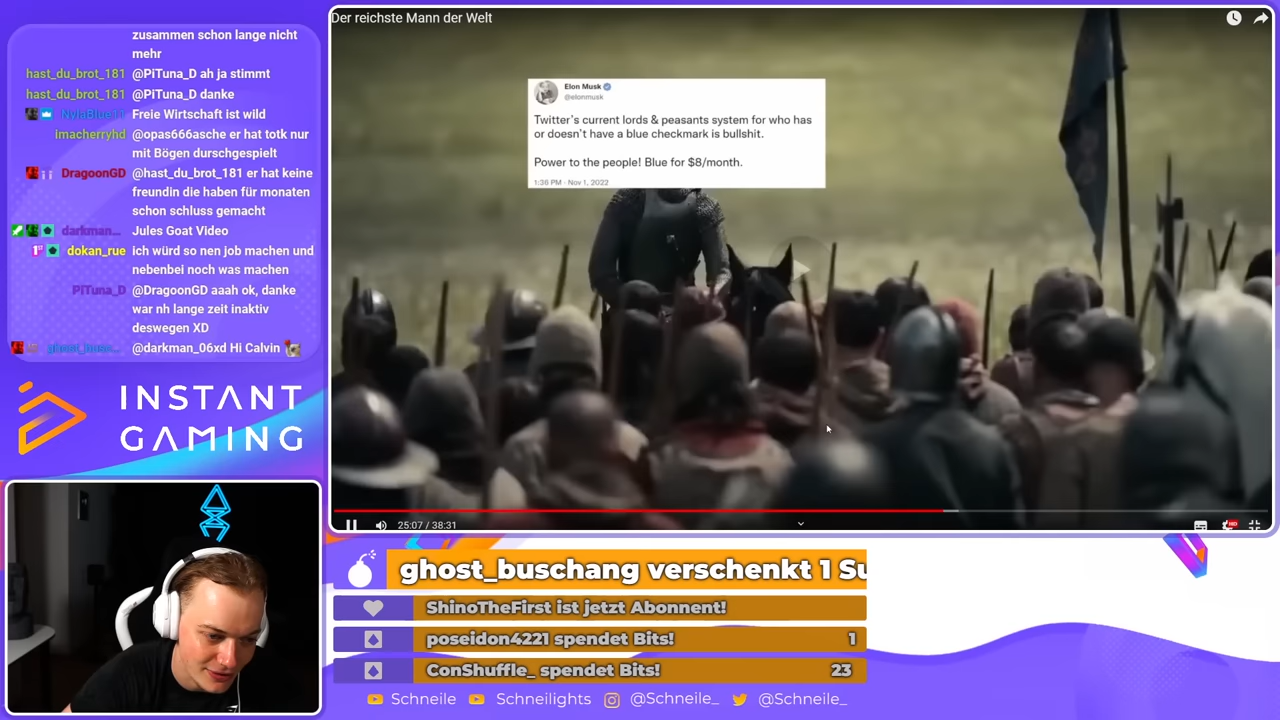 zusammen schon lange nicht
mehr
hast_du_brot_181 @PiTuna_D ah ja stimmt
hast_du_brot_181 @PiTuna_D danke
Freie Wirtschaft ist wild
imacherryhd @opas666asche er hat totk nur
mit Bögen durschgespielt
DragoonGD @hast_du_brot_181 er hat keine
freundin die haben für monaten
schon schluss gemacht
darkman... Jules Goat Video
dokan_rue ich würd so nen job machen und
nebenbei noch was machen
PiTuna_D @DragoonGD aaah ok, danke
war nh lange zeit inaktiv
deswegen XD
ghost_busc... @darkman_06xd Hi Calvin
INSTANT
GAMING
Der reichste Mann der Welt
Elon Musk
@elonmusk
Twitter's current lords & peasants system for who has
or doesn't have a blue checkmark is bullshit.
Power to the people! Blue for $8/month.
1:36 PM · Nov 1, 2022
25:07 / 38:31
HD
ghost_buschang verschenkt 1 Su
ShinoTheFirst ist jetzt Abonnent!
poseidon4221 spendet Bits! 1
ConShuffle_ spendet Bits! 23
Schneile Schneilights @Schneile_ @Schneile_